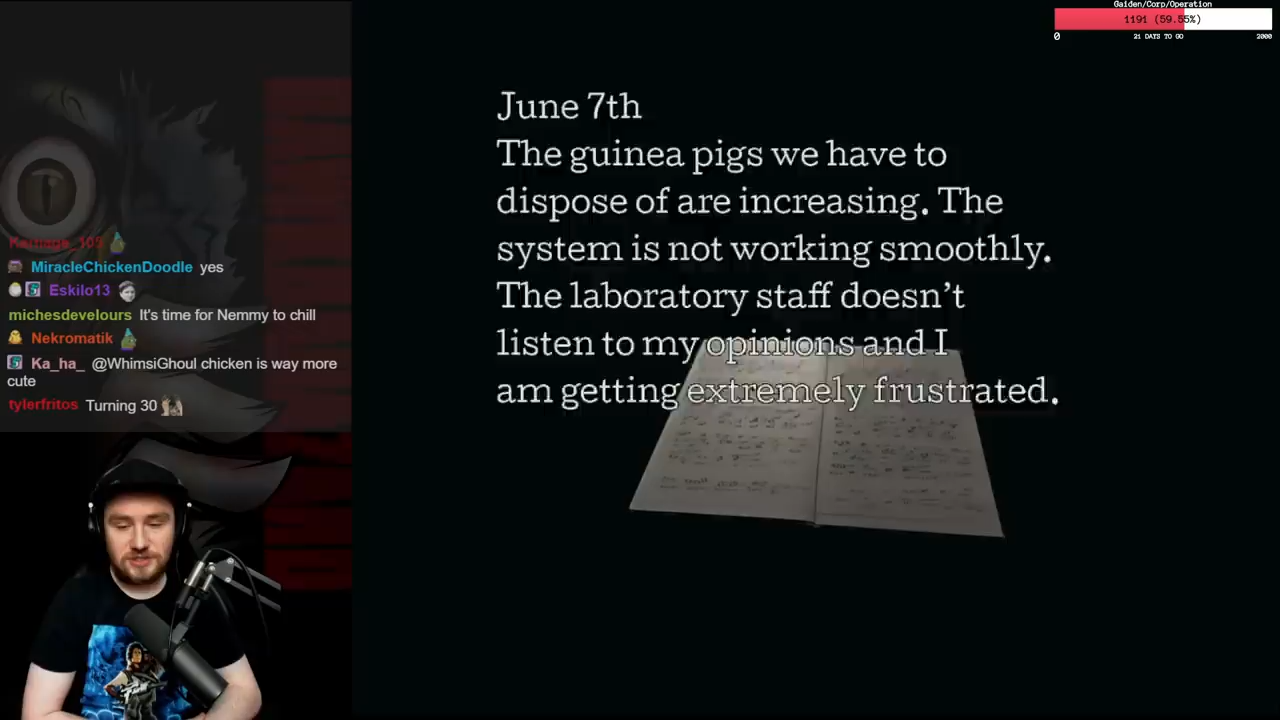 Gaiden/Corp/Operation
1191 (59.55%)
0 21 DAYS TO GO 2000
June 7th
The guinea pigs we have to
dispose of are increasing. The
system is not working smoothly.
The laboratory staff doesn't
listen to my opinions and I
am getting extremely frustrated.
MiracleChickenDoodle yes
Eskilo13
michesdevelours It's time for Nemmy to chill
Nekromatik
Ka_ha_ @WhimsiGhoul chicken is way more
cute
tylerfritos Turning 30